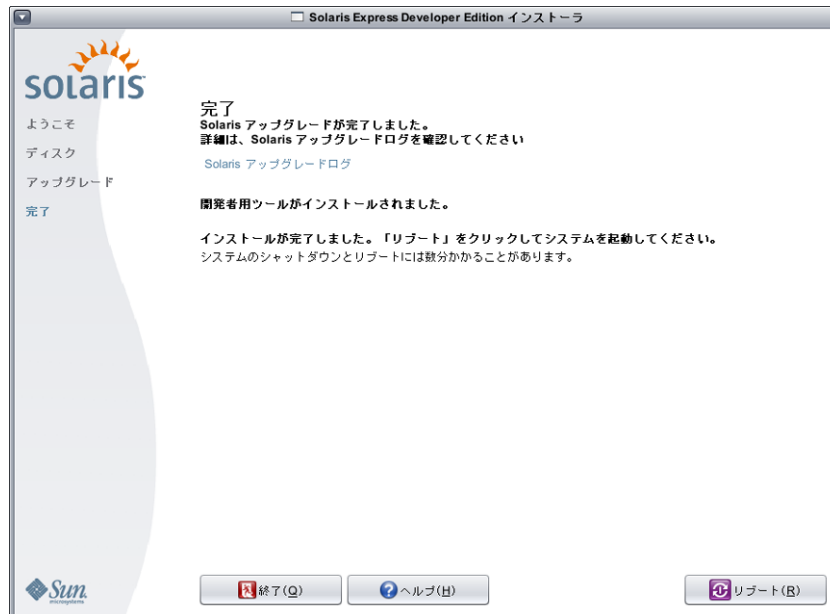 Solaris Express Developer Edition インストーラ
solaris
ようこそ
ディスク
アップグレード
完了
完了
Solaris アップグレードが完了しました。
詳細は、Solaris アップグレードログを確認してください
Solaris アップグレードログ
開発者用ツールがインストールされました。
インストールが完了しました。「リブート」をクリックしてシステムを起動してください。
システムのシャットダウンとリブートには数分かかることがあります。
Sun
microsystems
終了(Q)
ヘルプ(H)
リブート(R)